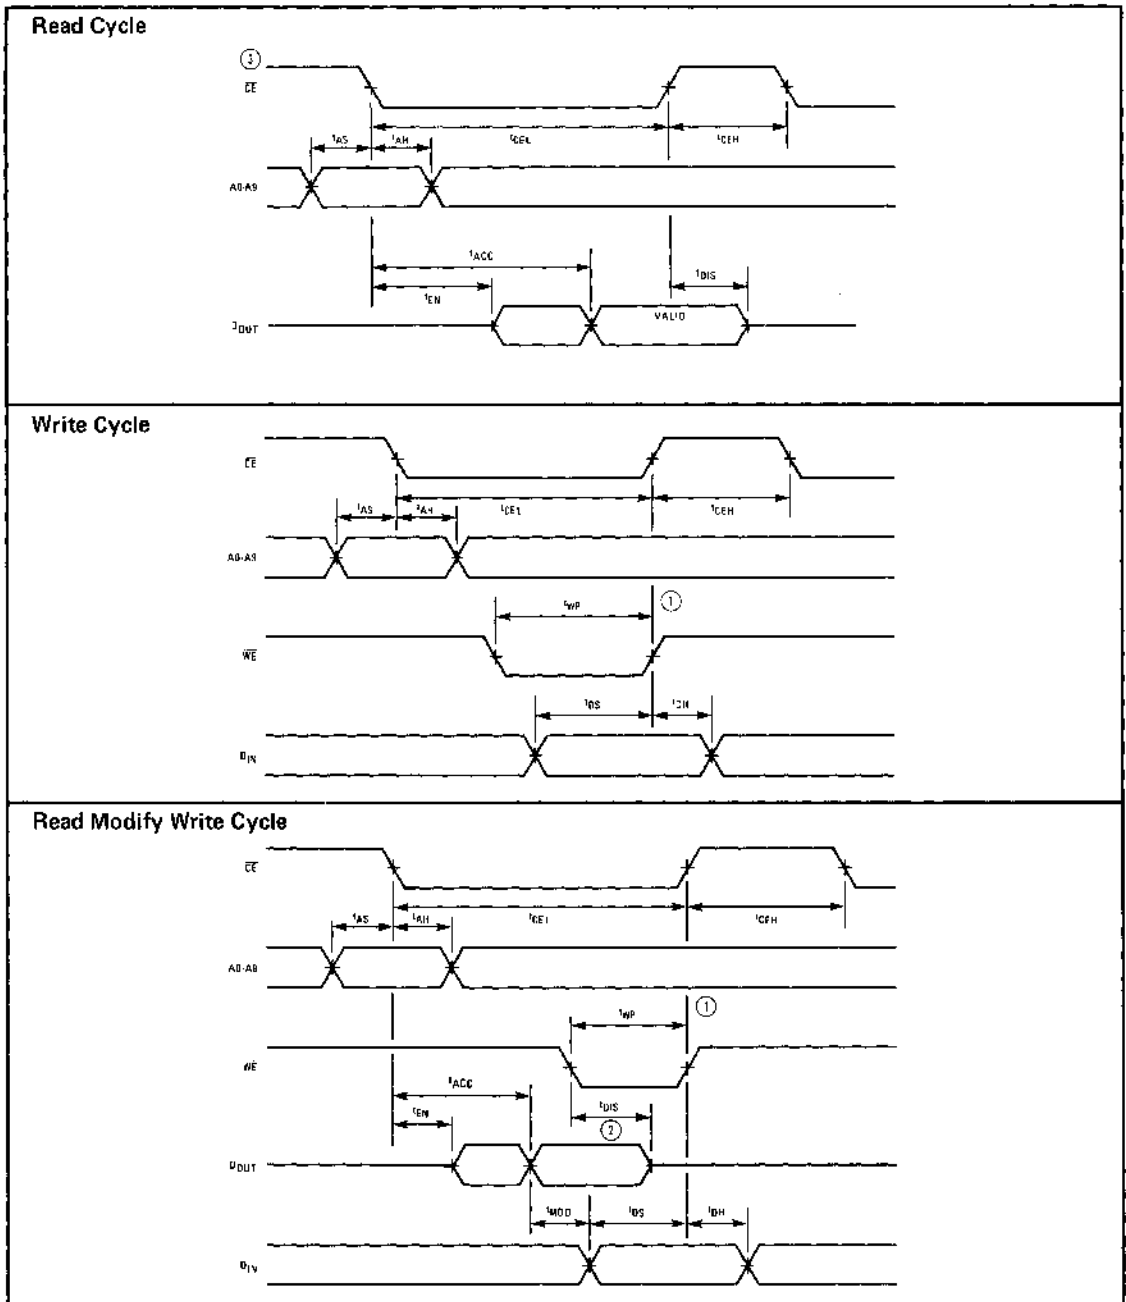 Read Cycle
③
CE
tCEL
tCEH
tAS
tAH
A0-A9
tACC
tDIS
tEN
VALID
DOUT
Write Cycle
CE
tCEL
tCEH
tAS
tAH
A0-A9
tWP
①
WE
tDS
tDH
DIN
Read Modify Write Cycle
CE
tAS
tAH
tCEL
tCEH
A0-A9
tWP
①
WE
tACC
tEN
tDIS
②
DOUT
tMOD
tDS
tDH
DIN